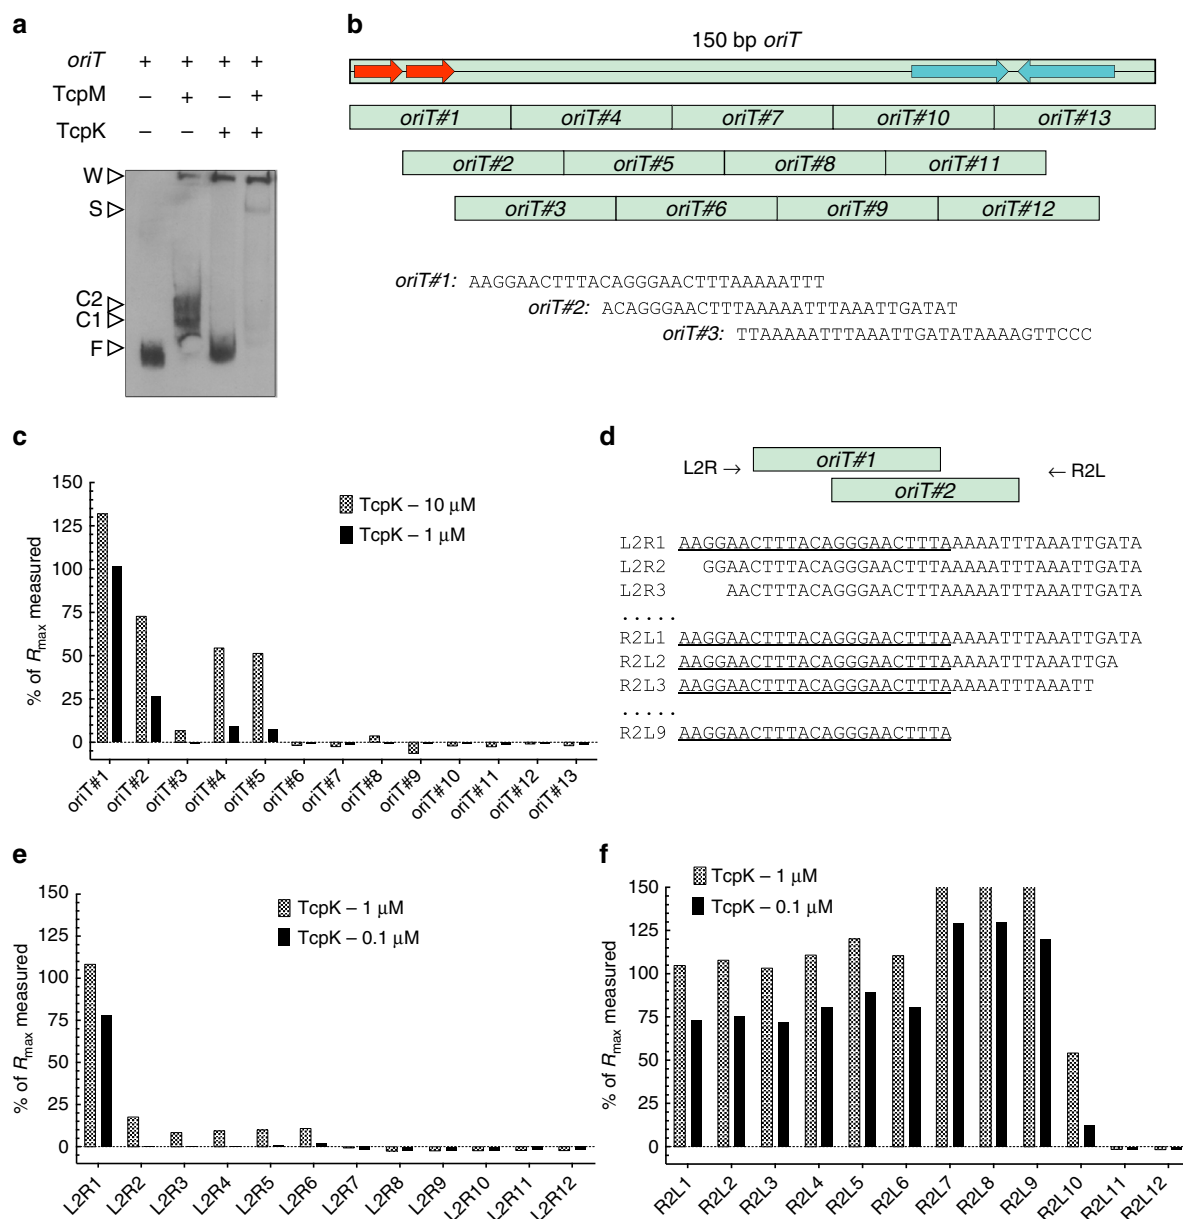 a
oriT + + + +
TcpM – + – +
TcpK – – + +
W
S
C2
C1
F
b
150 bp oriT
oriT#1 oriT#4 oriT#7 oriT#10 oriT#13
oriT#2 oriT#5 oriT#8 oriT#11
oriT#3 oriT#6 oriT#9 oriT#12
oriT#1: AAGGAACTTTACAGGGAACTTTAAAAATTT
oriT#2: ACAGGGAACTTTAAAAATTTAAATTGATAT
oriT#3: TTAAAAATTTAAATTGATATAAAAGTTCCC
c
150
125
100
75
50
25
0
% of Rmax measured
TcpK – 10 μM
TcpK – 1 μM
oriT#1 oriT#2 oriT#3 oriT#4 oriT#5 oriT#6 oriT#7 oriT#8 oriT#9 oriT#10 oriT#11 oriT#12 oriT#13
d
oriT#1
L2R → ← R2L
oriT#2
L2R1 AAGGAACTTTACAGGGAACTTTAAAAATTTAAATTGATA
L2R2 GGAACTTTACAGGGAACTTTAAAAATTTAAATTGATA
L2R3 AACTTTACAGGGAACTTTAAAAATTTAAATTGATA
.....
R2L1 AAGGAACTTTACAGGGAACTTTAAAAATTTAAATTGATA
R2L2 AAGGAACTTTACAGGGAACTTTAAAAATTTAAATTGA
R2L3 AAGGAACTTTACAGGGAACTTTAAAAATTTAAATT
.....
R2L9 AAGGAACTTTACAGGGAACTTTA
e
150
125
100
75
50
25
0
% of Rmax measured
TcpK – 1 μM
TcpK – 0.1 μM
L2R1 L2R2 L2R3 L2R4 L2R5 L2R6 L2R7 L2R8 L2R9 L2R10 L2R11 L2R12
f
TcpK – 1 μM
TcpK – 0.1 μM
150
125
100
75
50
25
0
% of Rmax measured
R2L1 R2L2 R2L3 R2L4 R2L5 R2L6 R2L7 R2L8 R2L9 R2L10 R2L11 R2L12